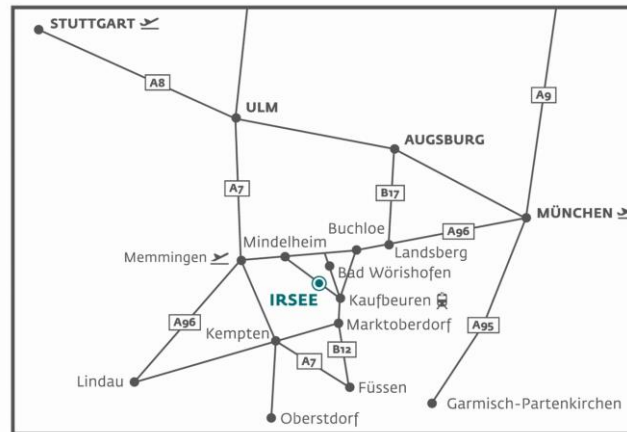 STUTTGART
A8
A9
ULM
AUGSBURG
A7
B17
MÜNCHEN
Buchloe
A96
Mindelheim
Landsberg
Memmingen
Bad Wörishofen
IRSEE
Kaufbeuren
A96
Marktoberdorf
A95
Kempten
B12
A7
Lindau
Füssen
Garmisch-Partenkirchen
Oberstdorf